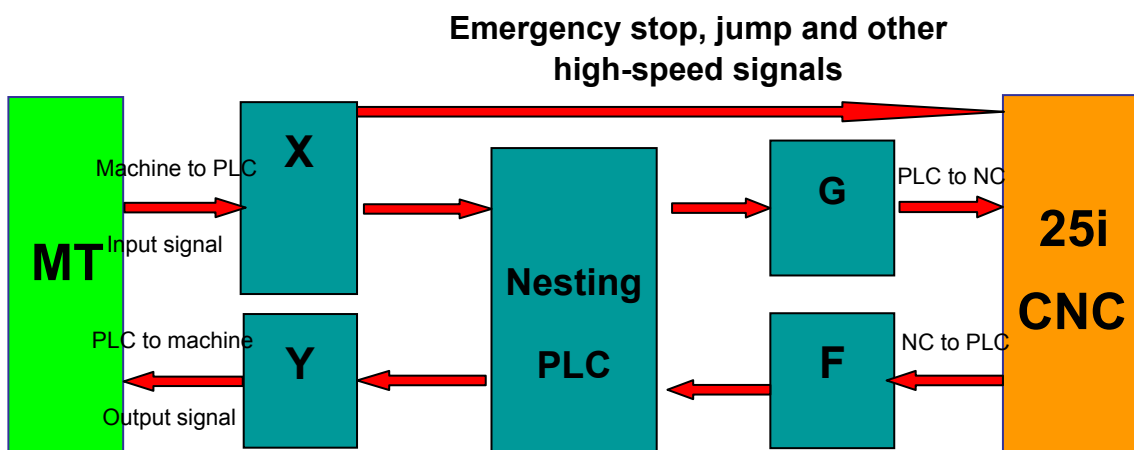 Emergency stop, jump and other
high-speed signals
MT
Machine to PLC
Input signal
X
PLC to machine
Output signal
Y
Nesting
PLC
G
F
PLC to NC
NC to PLC
25i
CNC